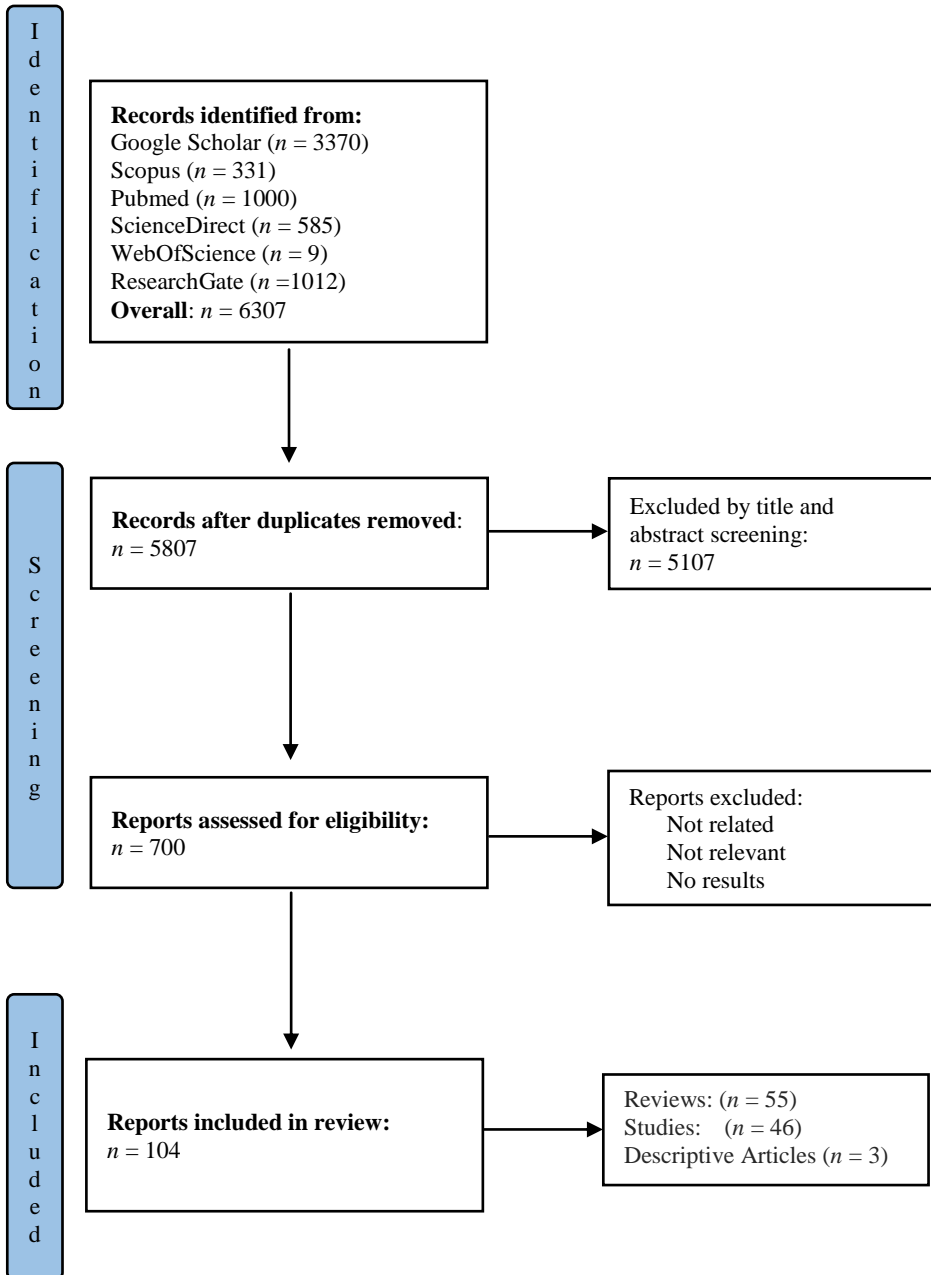 Identification
Records identified from:
Google Scholar (n = 3370)
Scopus (n = 331)
Pubmed (n = 1000)
ScienceDirect (n = 585)
WebOfScience (n = 9)
ResearchGate (n =1012)
Overall: n = 6307
Screening
Records after duplicates removed:
n = 5807
Excluded by title and
abstract screening:
n = 5107
Reports assessed for eligibility:
n = 700
Reports excluded:
Not related
Not relevant
No results
Included
Reports included in review:
n = 104
Reviews: (n = 55)
Studies: (n = 46)
Descriptive Articles (n = 3)